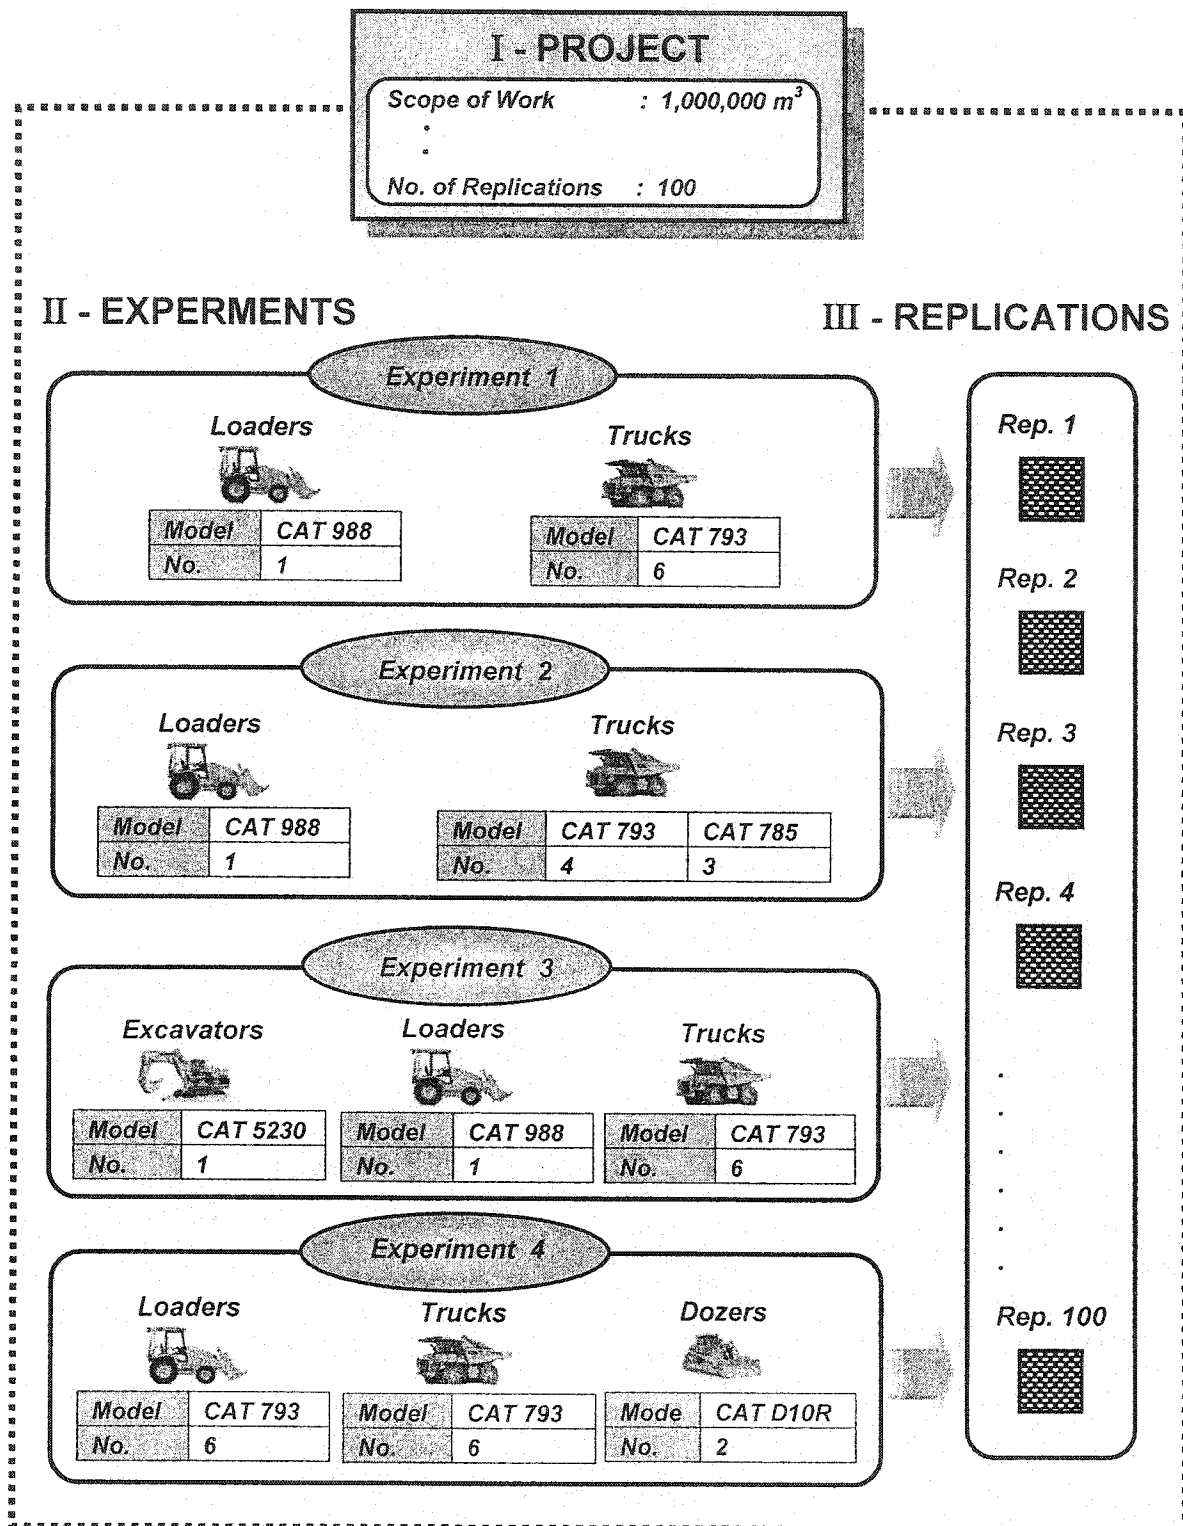 I - PROJECT
Scope of Work : 1,000,000 m³
.
.
No. of Replications : 100
II - EXPERMENTS
III - REPLICATIONS
Experiment 1
Loaders
Trucks
Model CAT 988
No. 1
Model CAT 793
No. 6
Experiment 2
Loaders
Trucks
Model CAT 988
No. 1
Model CAT 793 CAT 785
No. 4 3
Experiment 3
Excavators
Loaders
Trucks
Model CAT 5230
No. 1
Model CAT 988
No. 1
Model CAT 793
No. 6
Experiment 4
Loaders
Trucks
Dozers
Model CAT 793
No. 6
Model CAT 793
No. 6
Mode CAT D10R
No. 2
Rep. 1
Rep. 2
Rep. 3
Rep. 4
.
.
.
.
.
.
Rep. 100